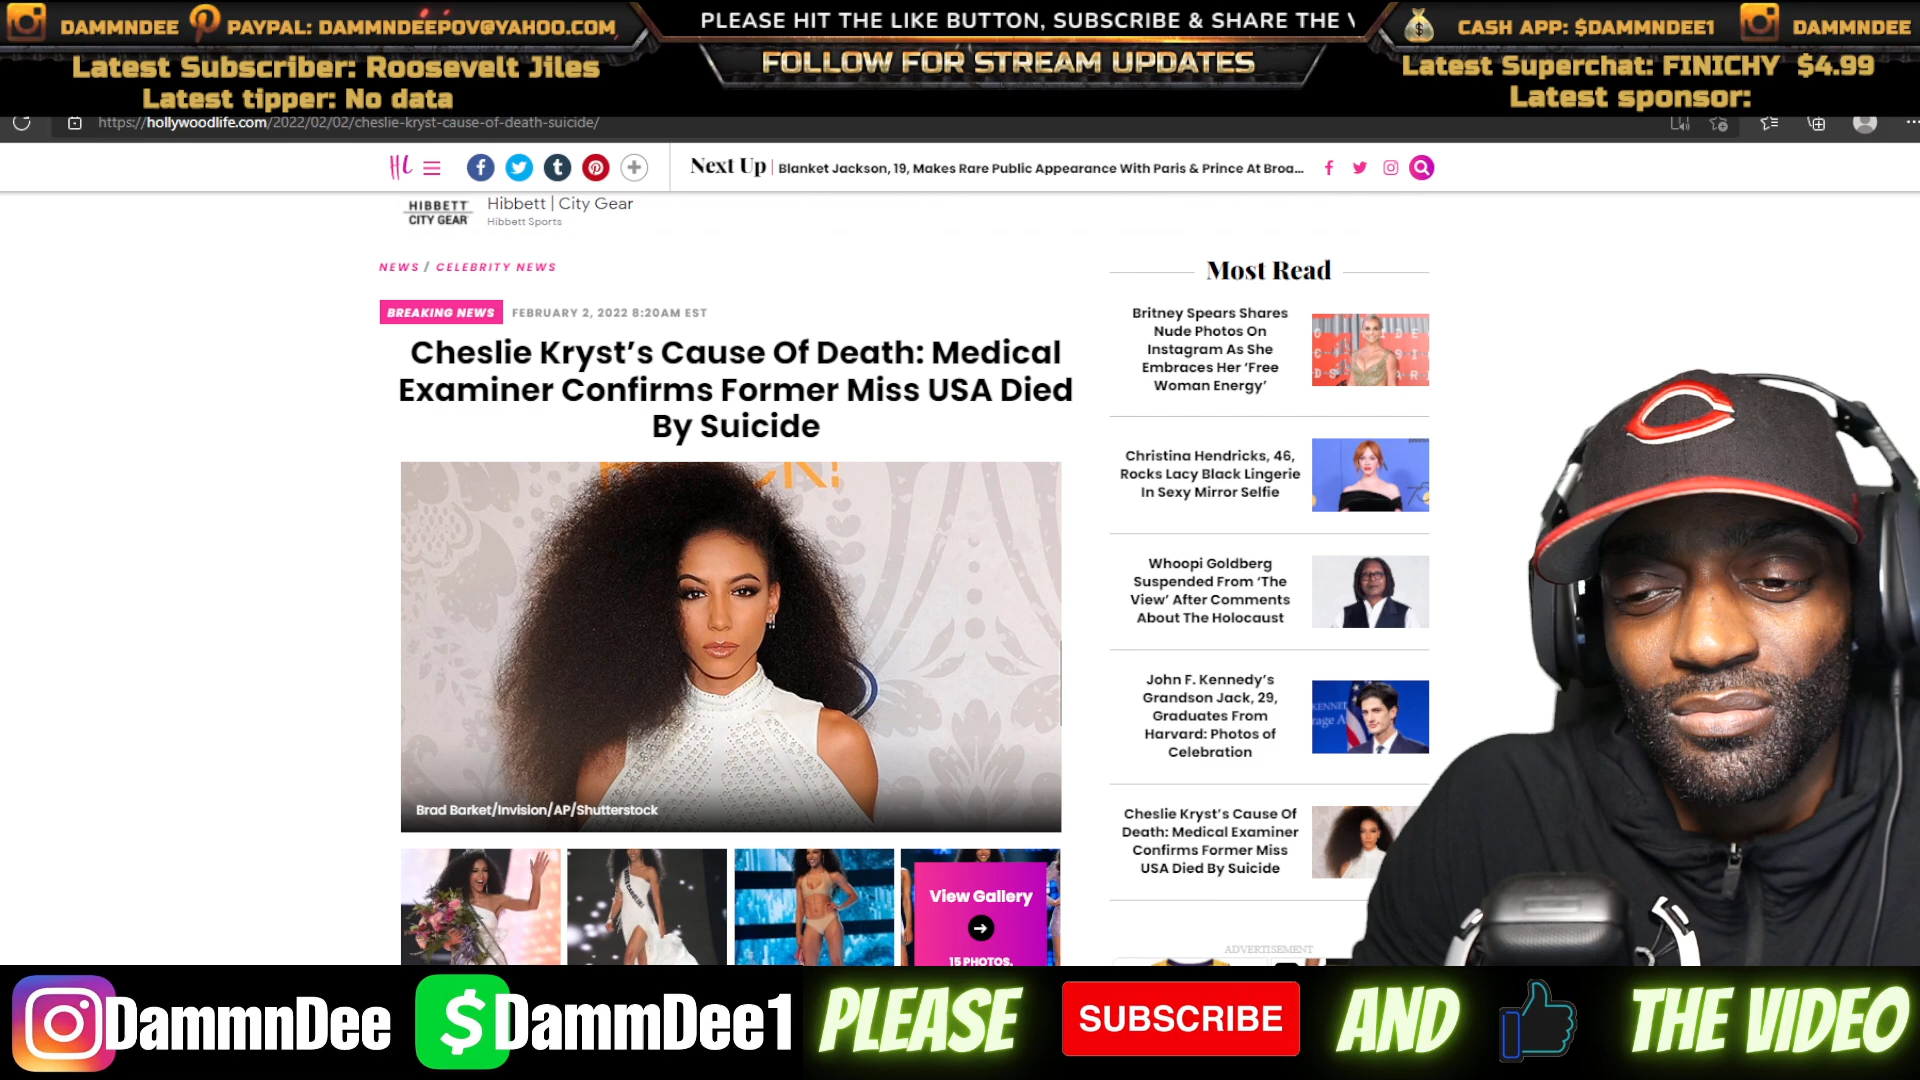 DAMMNDEE
PAYPAL: DAMMNDEEPOV@YAHOO.COM
PLEASE HIT THE LIKE BUTTON, SUBSCRIBE & SHARE THE
CASH APP: $DAMMNDEE1
DAMMNDEE
Latest Subscriber: Roosevelt Jiles
Latest tipper: No data
FOLLOW FOR STREAM UPDATES
Latest Superchat: FINICHY $4.99
Latest sponsor:
https://hollywoodlife.com/2022/02/02/cheslie-kryst-cause-of-death-suicide/
HL
Next Up | Blanket Jackson, 19, Makes Rare Public Appearance With Paris & Prince At Broa...
HIBBETT
CITY GEAR
Hibbett | City Gear
Hibbett Sports
NEWS / CELEBRITY NEWS
BREAKING NEWS FEBRUARY 2, 2022 8:20AM EST
Cheslie Kryst's Cause Of Death: Medical
Examiner Confirms Former Miss USA Died
By Suicide
Brad Barket/Invision/AP/Shutterstock
View Gallery
15 PHOTOS.
Most Read
Britney Spears Shares
Nude Photos On
Instagram As She
Embraces Her 'Free
Woman Energy'
Christina Hendricks, 46,
Rocks Lacy Black Lingerie
In Sexy Mirror Selfie
Whoopi Goldberg
Suspended From 'The
View' After Comments
About The Holocaust
John F. Kennedy's
Grandson Jack, 29,
Graduates From
Harvard: Photos of
Celebration
Cheslie Kryst's Cause Of
Death: Medical Examiner
Confirms Former Miss
USA Died By Suicide
ADVERTISEMENT
DammnDee
$ DammDee1
PLEASE
SUBSCRIBE
AND
THE VIDEO